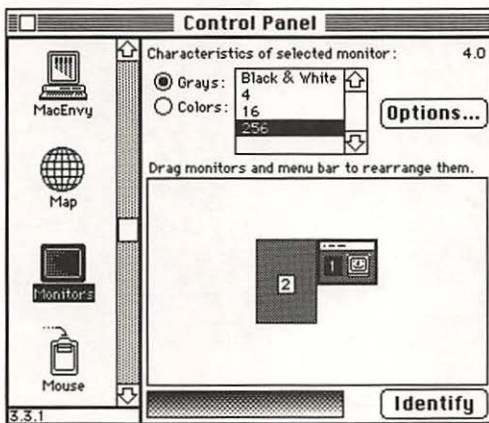 Control Panel
MacEnvy
Map
Monitors
Mouse
3.3.1
Characteristics of selected monitor: 4.0
Grays:
Colors:
Black & White
4
16
256
Options...
Drag monitors and menu bar to rearrange them.
2
1
Identify